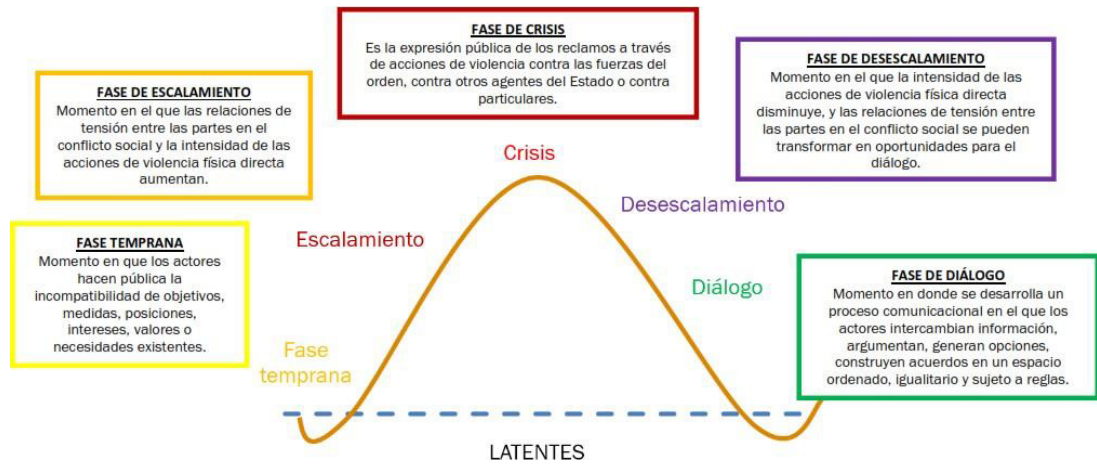 FASE DE CRISIS
Es la expresión pública de los reclamos a través
de acciones de violencia contra las fuerzas del
orden, contra otros agentes del Estado o contra
particulares.
FASE DE ESCALAMIENTO
Momento en el que las relaciones de
tensión entre las partes en el
conflicto social y la intensidad de las
acciones de violencia física directa
aumentan.
FASE DE DESESCALAMIENTO
Momento en el que la intensidad de las
acciones de violencia física directa
disminuye, y las relaciones de tensión entre
las partes en el conflicto social se pueden
transformar en oportunidades para el
diálogo.
Crisis
Desescalamiento
Escalamiento
FASE TEMPRANA
Momento en que los actores
hacen pública la
incompatibilidad de objetivos,
medidas, posiciones,
intereses, valores o
necesidades existentes.
Diálogo
FASE DE DIÁLOGO
Momento en donde se desarrolla un
proceso comunicacional en el que los
actores intercambian información,
argumentan, generan opciones,
construyen acuerdos en un espacio
ordenado, igualitario y sujeto a reglas.
Fase
temprana
LATENTES